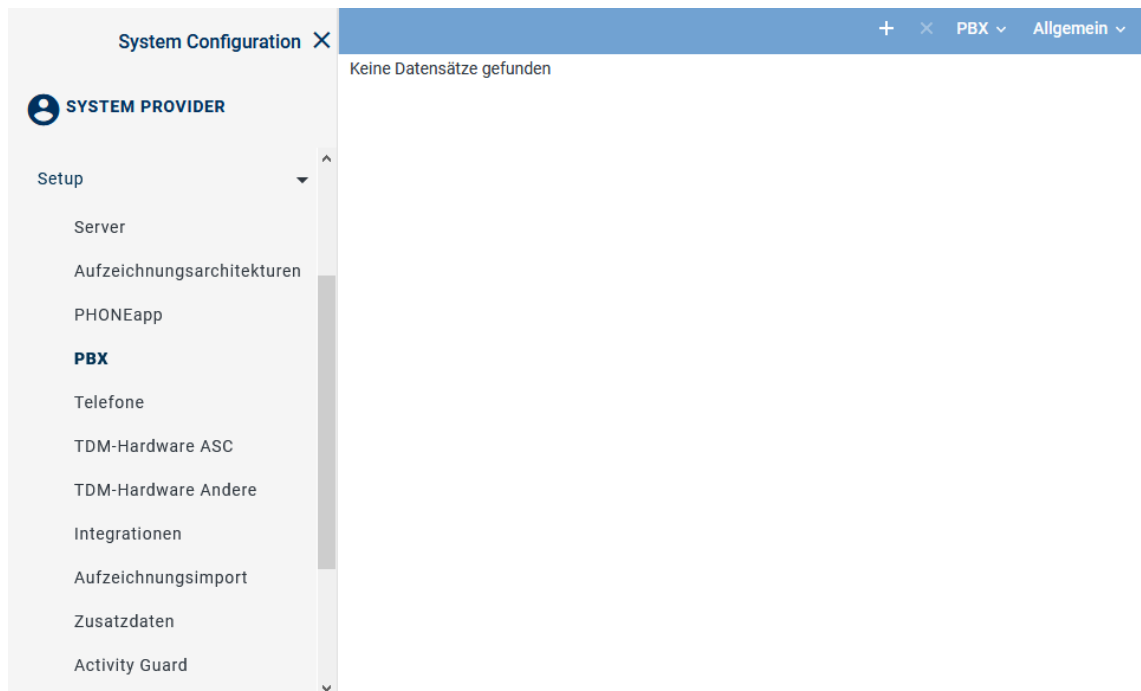 System Configuration
PBX
Allgemein
Keine Datensätze gefunden
SYSTEM PROVIDER
Setup
Server
Aufzeichnungsarchitekturen
PHONEapp
PBX
Telefone
TDM-Hardware ASC
TDM-Hardware Andere
Integrationen
Aufzeichnungsimport
Zusatzdaten
Activity Guard